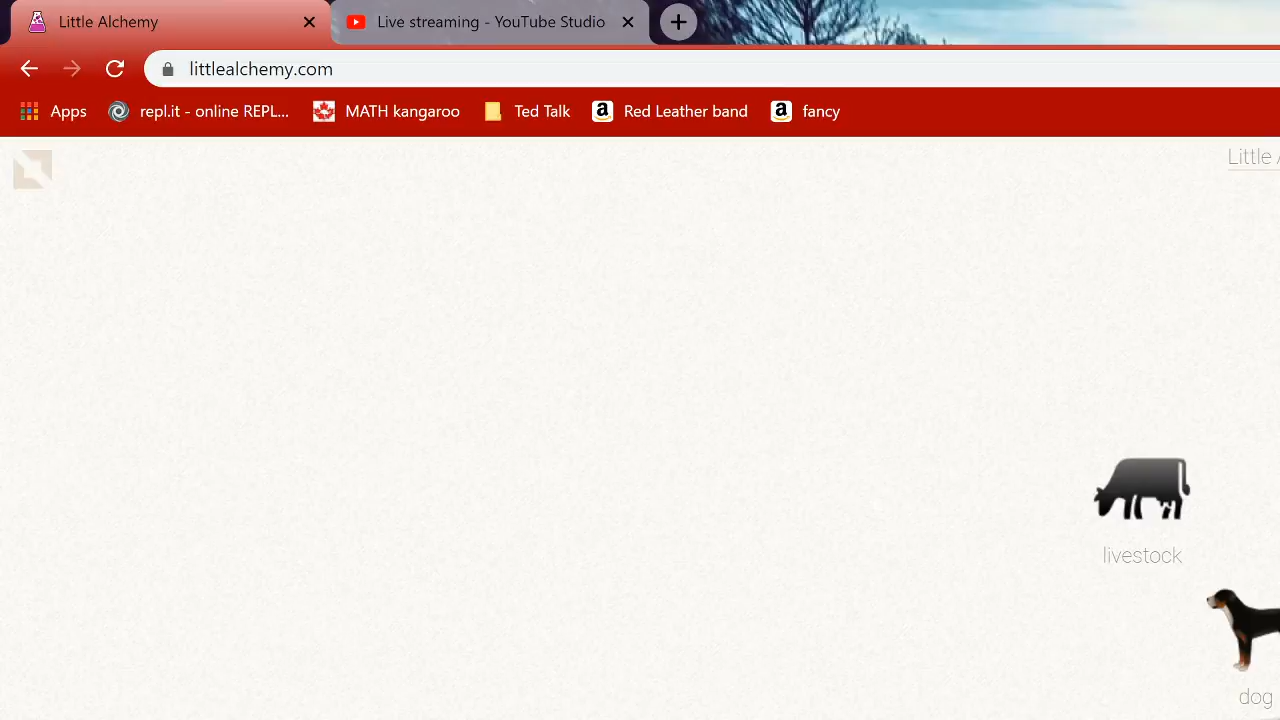 Little Alchemy
Live streaming - YouTube Studio
littlealchemy.com
Apps
repl.it - online REPL...
MATH kangaroo
Ted Talk
Red Leather band
fancy
Little
livestock
dog